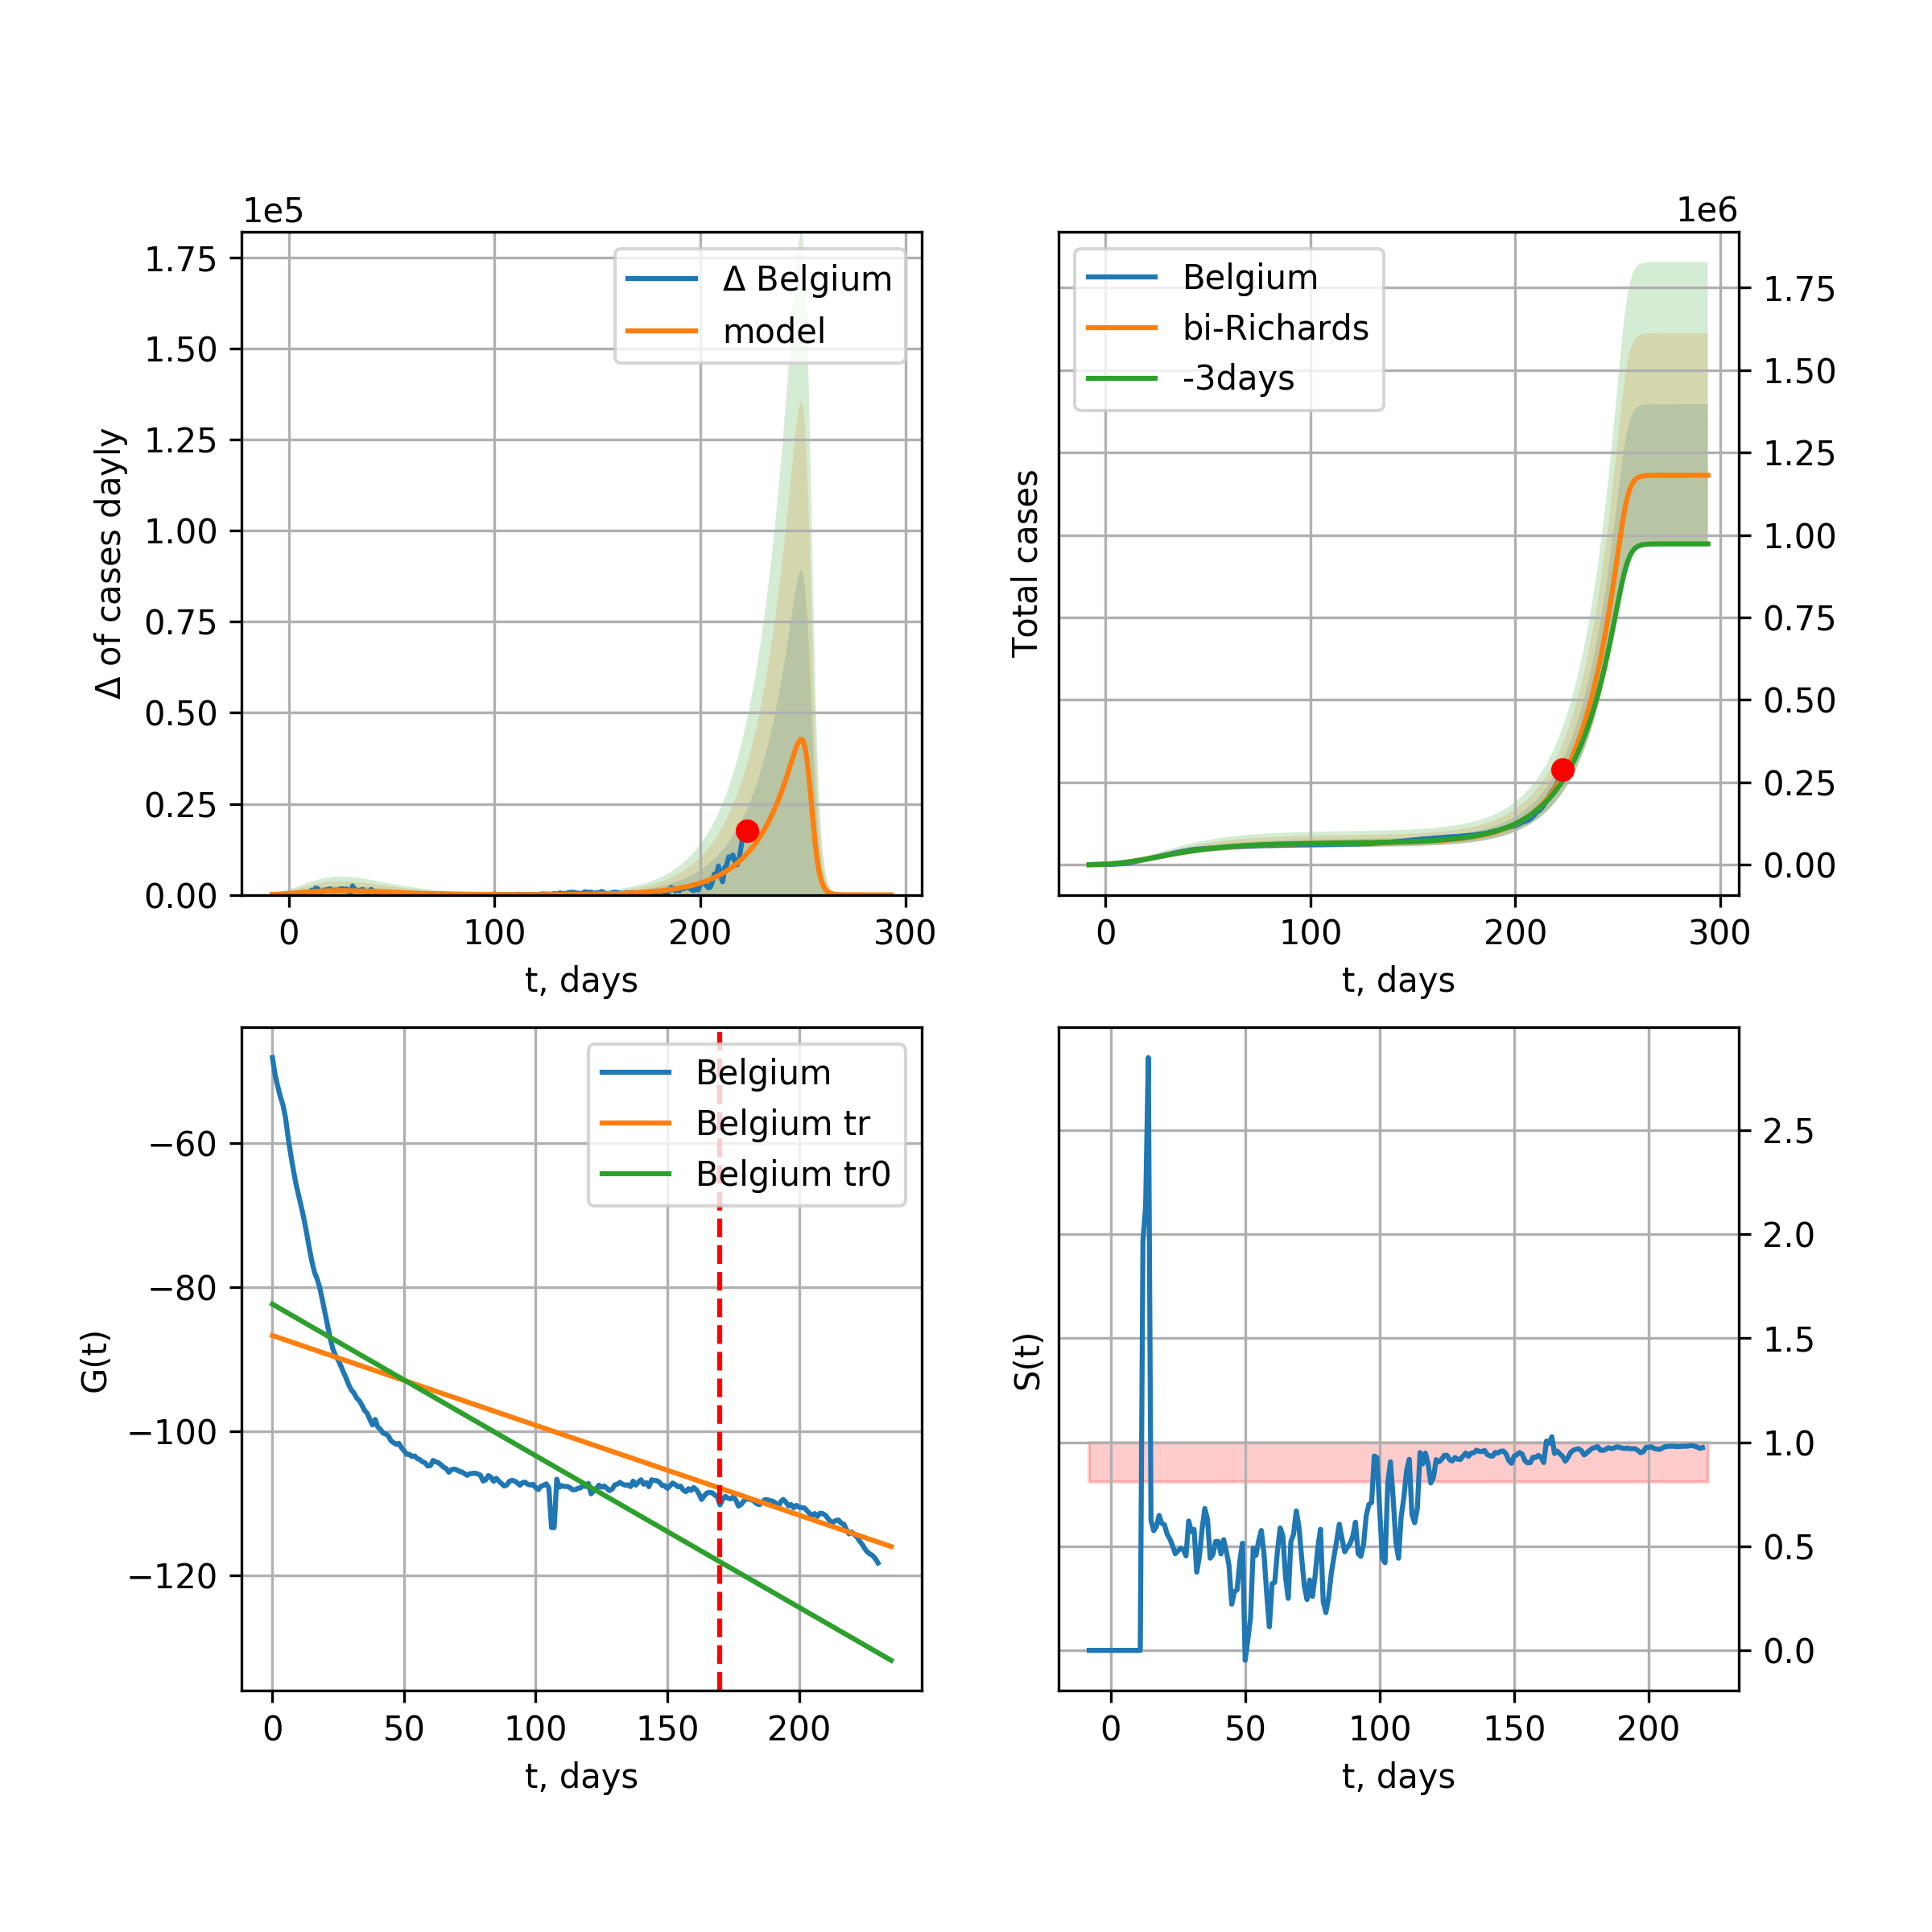 1e5
1.75
1.50
1.25
1.00
0.75
0.50
0.25
0.00
Δ of cases dayly
0
100
200
300
t, days
Δ Belgium
model
1e6
1.75
1.50
1.25
1.00
0.75
0.50
0.25
0.00
Total cases
0
100
200
300
t, days
Belgium
bi-Richards
-3days
−60
−80
−100
−120
G(t)
0
50
100
150
200
t, days
Belgium
Belgium tr
Belgium tr0
2.5
2.0
1.5
1.0
0.5
0.0
S(t)
0
50
100
150
200
t, days